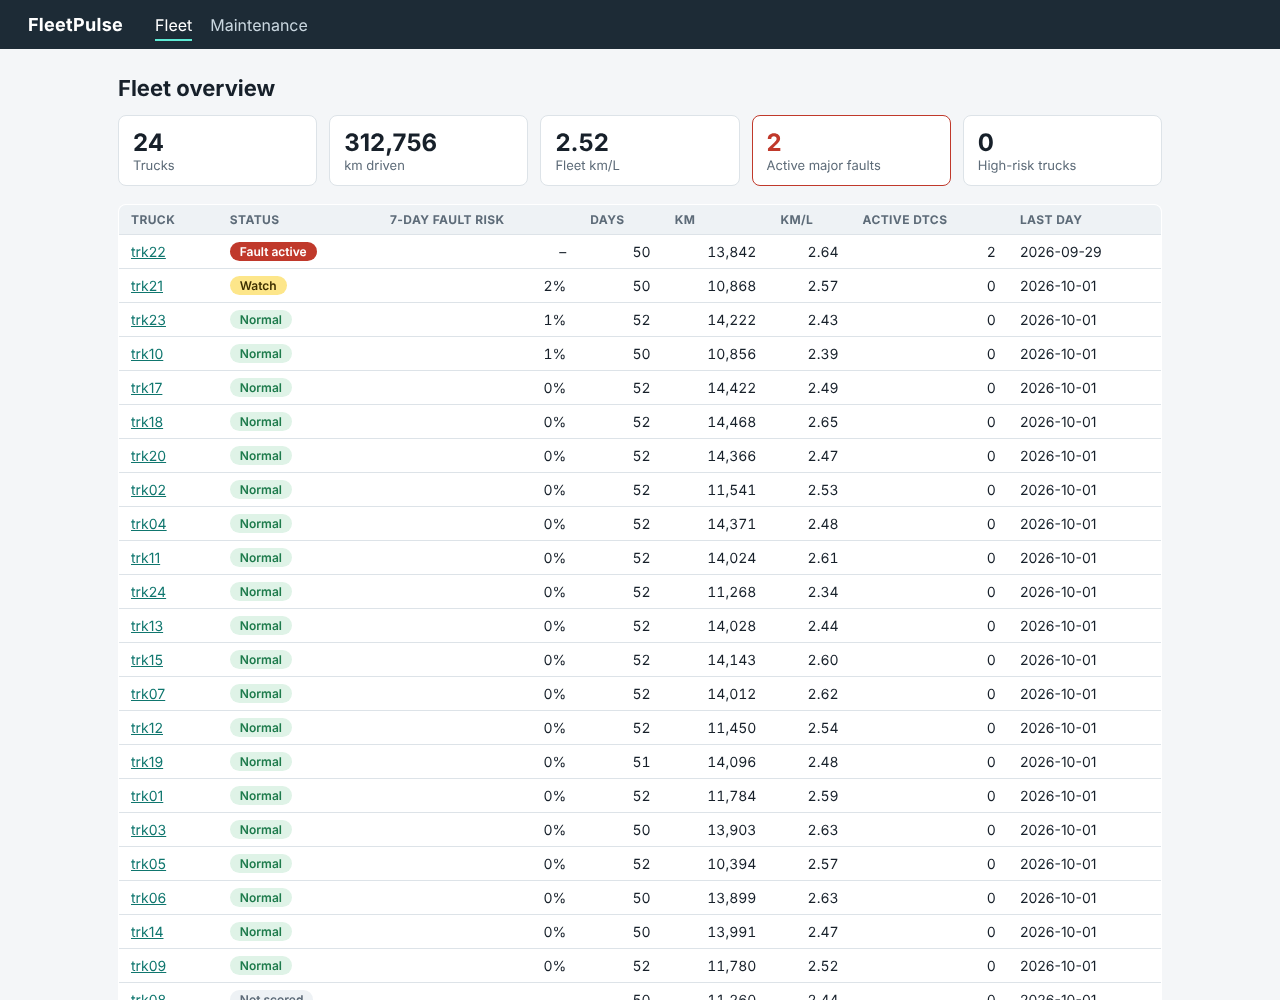 FleetPulse Fleet Maintenance
Fleet overview
24
Trucks
312,756
km driven
2.52
Fleet km/L
2
Active major faults
0
High-risk trucks
TRUCK STATUS 7-DAY FAULT RISK DAYS KM KM/L ACTIVE DTCS LAST DAY
trk22 Fault active – 50 13,842 2.64 2 2026-09-29
trk21 Watch 2% 50 10,868 2.57 0 2026-10-01
trk23 Normal 1% 52 14,222 2.43 0 2026-10-01
trk10 Normal 1% 50 10,856 2.39 0 2026-10-01
trk17 Normal 0% 52 14,422 2.49 0 2026-10-01
trk18 Normal 0% 52 14,468 2.65 0 2026-10-01
trk20 Normal 0% 52 14,366 2.47 0 2026-10-01
trk02 Normal 0% 52 11,541 2.53 0 2026-10-01
trk04 Normal 0% 52 14,371 2.48 0 2026-10-01
trk11 Normal 0% 52 14,024 2.61 0 2026-10-01
trk24 Normal 0% 52 11,268 2.34 0 2026-10-01
trk13 Normal 0% 52 14,028 2.44 0 2026-10-01
trk15 Normal 0% 52 14,143 2.60 0 2026-10-01
trk07 Normal 0% 52 14,012 2.62 0 2026-10-01
trk12 Normal 0% 52 11,450 2.54 0 2026-10-01
trk19 Normal 0% 51 14,096 2.48 0 2026-10-01
trk01 Normal 0% 52 11,784 2.59 0 2026-10-01
trk03 Normal 0% 50 13,903 2.63 0 2026-10-01
trk05 Normal 0% 52 10,394 2.57 0 2026-10-01
trk06 Normal 0% 50 13,899 2.63 0 2026-10-01
trk14 Normal 0% 50 13,991 2.47 0 2026-10-01
trk09 Normal 0% 52 11,780 2.52 0 2026-10-01
trk08 Not scored 50 11,260 2.44 0 2026-10-01